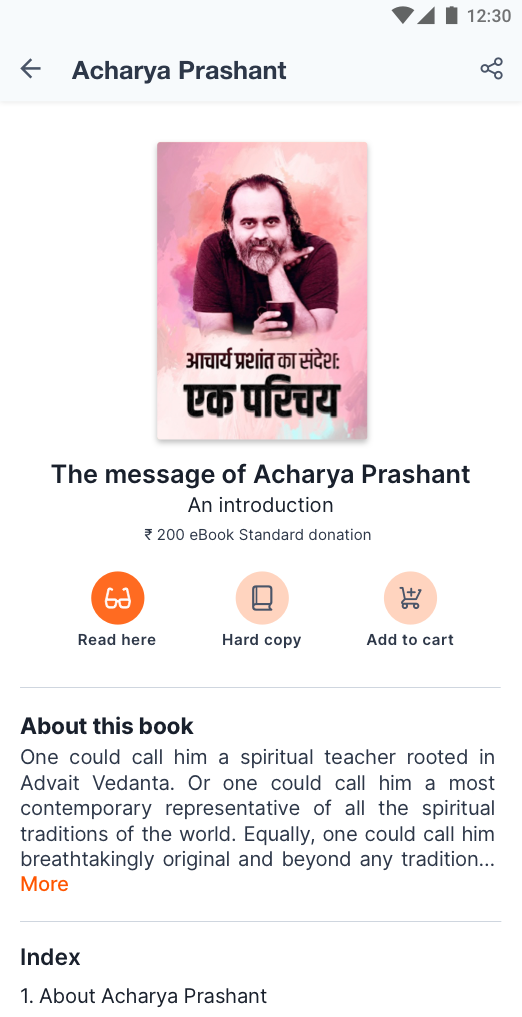 12:30
Acharya Prashant
आचार्य प्रशांत का संदेश:
एक परिचय
The message of Acharya Prashant
An introduction
₹ 200 eBook Standard donation
Read here Hard copy Add to cart
About this book
One could call him a spiritual teacher rooted in
Advait Vedanta. Or one could call him a most
contemporary representative of all the spiritual
traditions of the world. Equally, one could call him
breathtakingly original and beyond any tradition...
More
Index
1. About Acharya Prashant